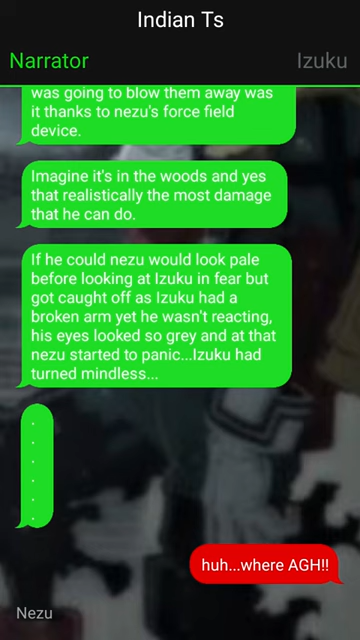 Indian Ts
Narrator Izuku
was going to blow them away was
it thanks to nezu's force field
device.
Imagine it's in the woods and yes
that realistically the most damage
that he can do.
If he could nezu would look pale
before looking at Izuku in fear but
got caught off as Izuku had a
broken arm yet he wasn't reacting,
his eyes looked so grey and at that
nezu started to panic...Izuku had
turned mindless...
.
.
.
.
.
.
huh...where AGH!!
Nezu